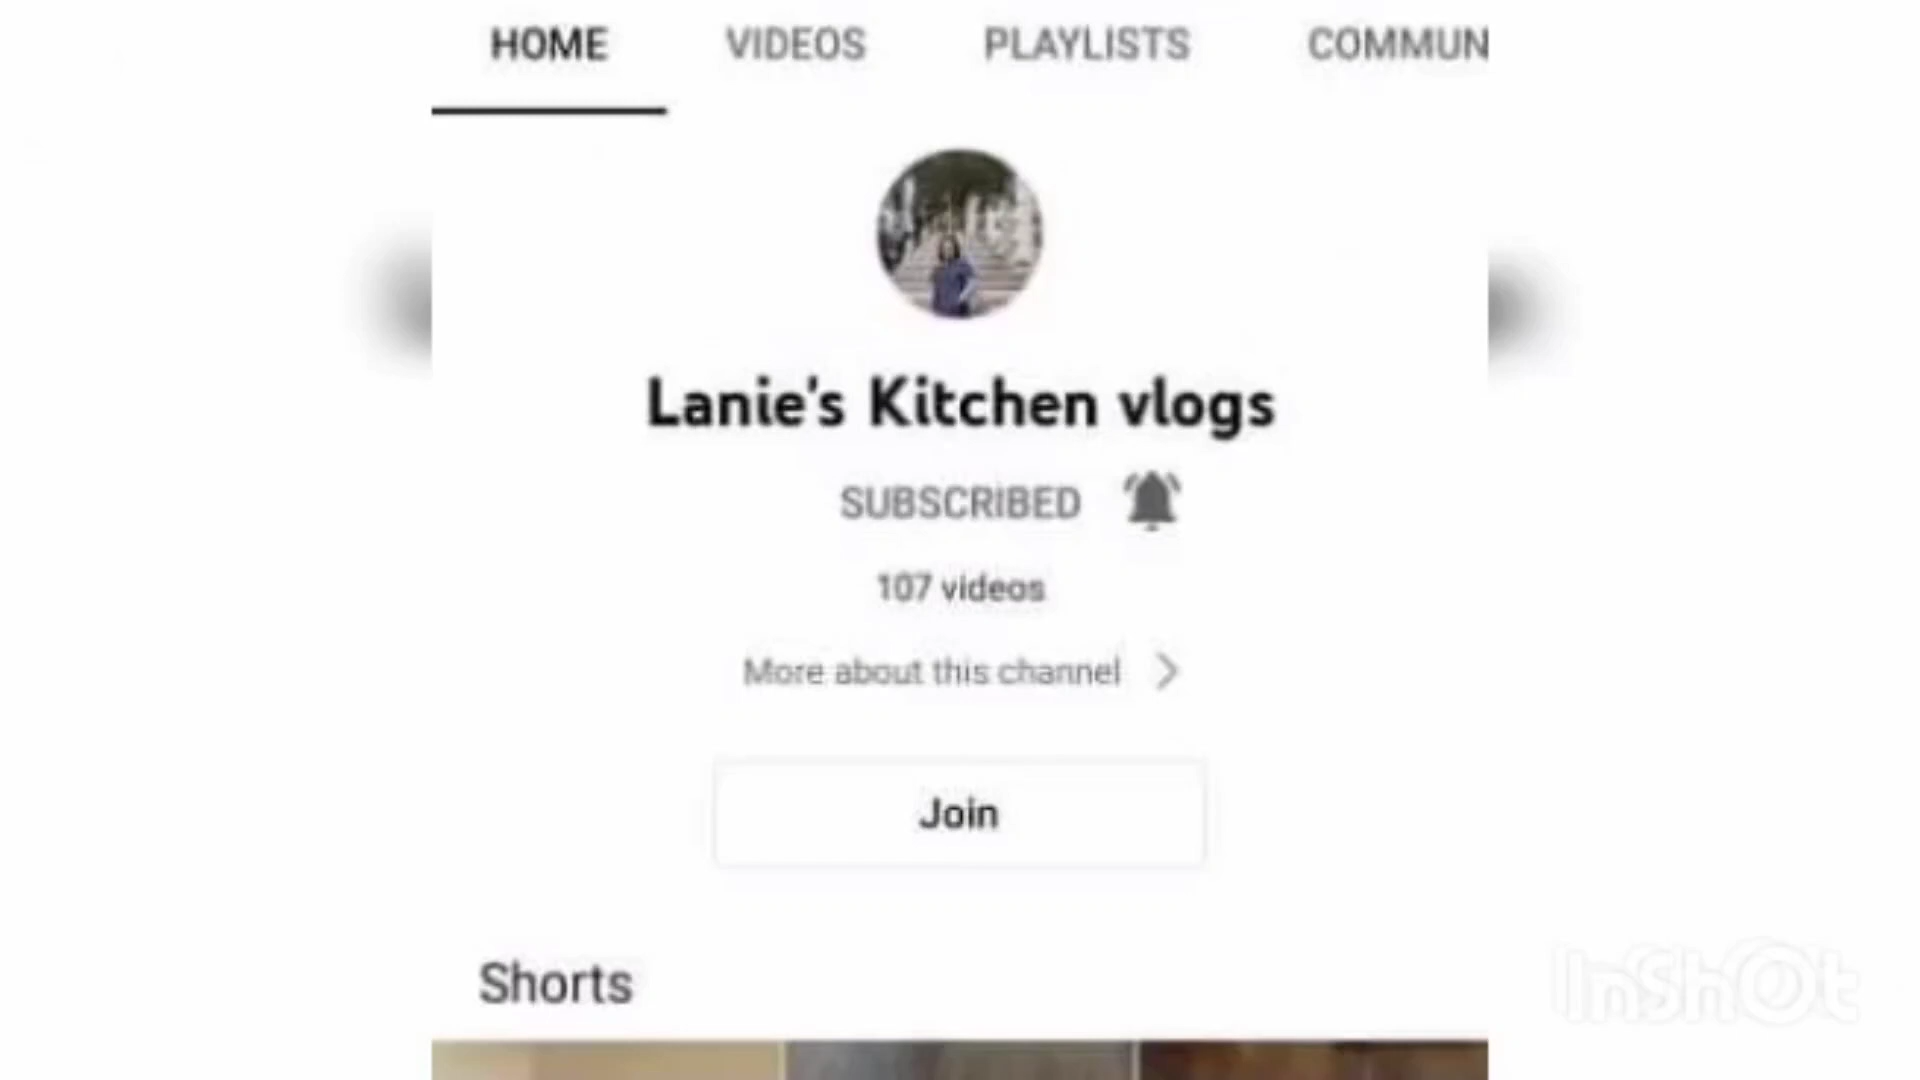 HOME VIDEOS PLAYLISTS COMMUN
Lanie's Kitchen vlogs
SUBSCRIBED
107 videos
More about this channel
Join
Shorts
InShOt